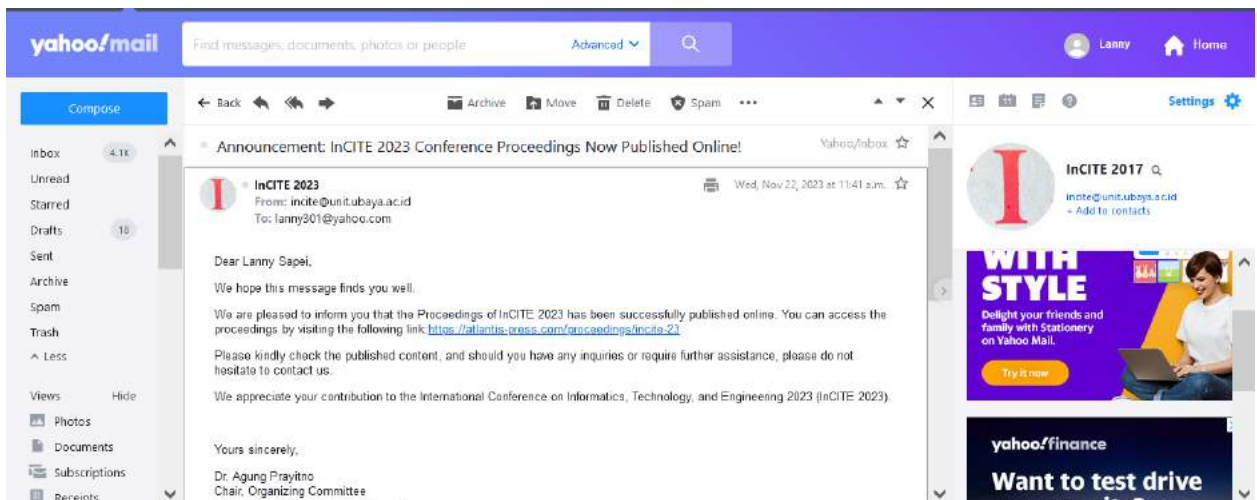 yahoo!mail
Find messages, documents, photos or people
Advanced
Lanny
Home
Compose
Back
Archive
Move
Delete
Spam
Settings
Inbox 4.1K
Unread
Starred
Drafts 18
Sent
Archive
Spam
Trash
Less
Views Hide
Photos
Documents
Subscriptions
Receipts
Announcement: InCITE 2023 Conference Proceedings Now Published Online!
Yahoo/Inbox
InCITE 2023
Wed, Nov 22, 2023 at 11:41 a.m.
From: incite@unit.ubaya.ac.id
To: lanny301@yahoo.com
Dear Lanny Sapei,
We hope this message finds you well.
We are pleased to inform you that the Proceedings of InCITE 2023 has been successfully published online. You can access the
proceedings by visiting the following link:https://atlantis-press.com/proceedings/incite-23
Please kindly check the published content, and should you have any inquiries or require further assistance, please do not
hesitate to contact us.
We appreciate your contribution to the International Conference on Informatics, Technology, and Engineering 2023 (InCITE 2023).
Yours sincerely,
Dr. Agung Prayitno
Chair, Organizing Committee
I
InCITE 2017
incite@unit.ubaya.ac.id
+ Add to contacts
WITH
STYLE
Delight your friends and
family with Stationery
on Yahoo Mail.
Try it now
yahoo!finance
Want to test drive